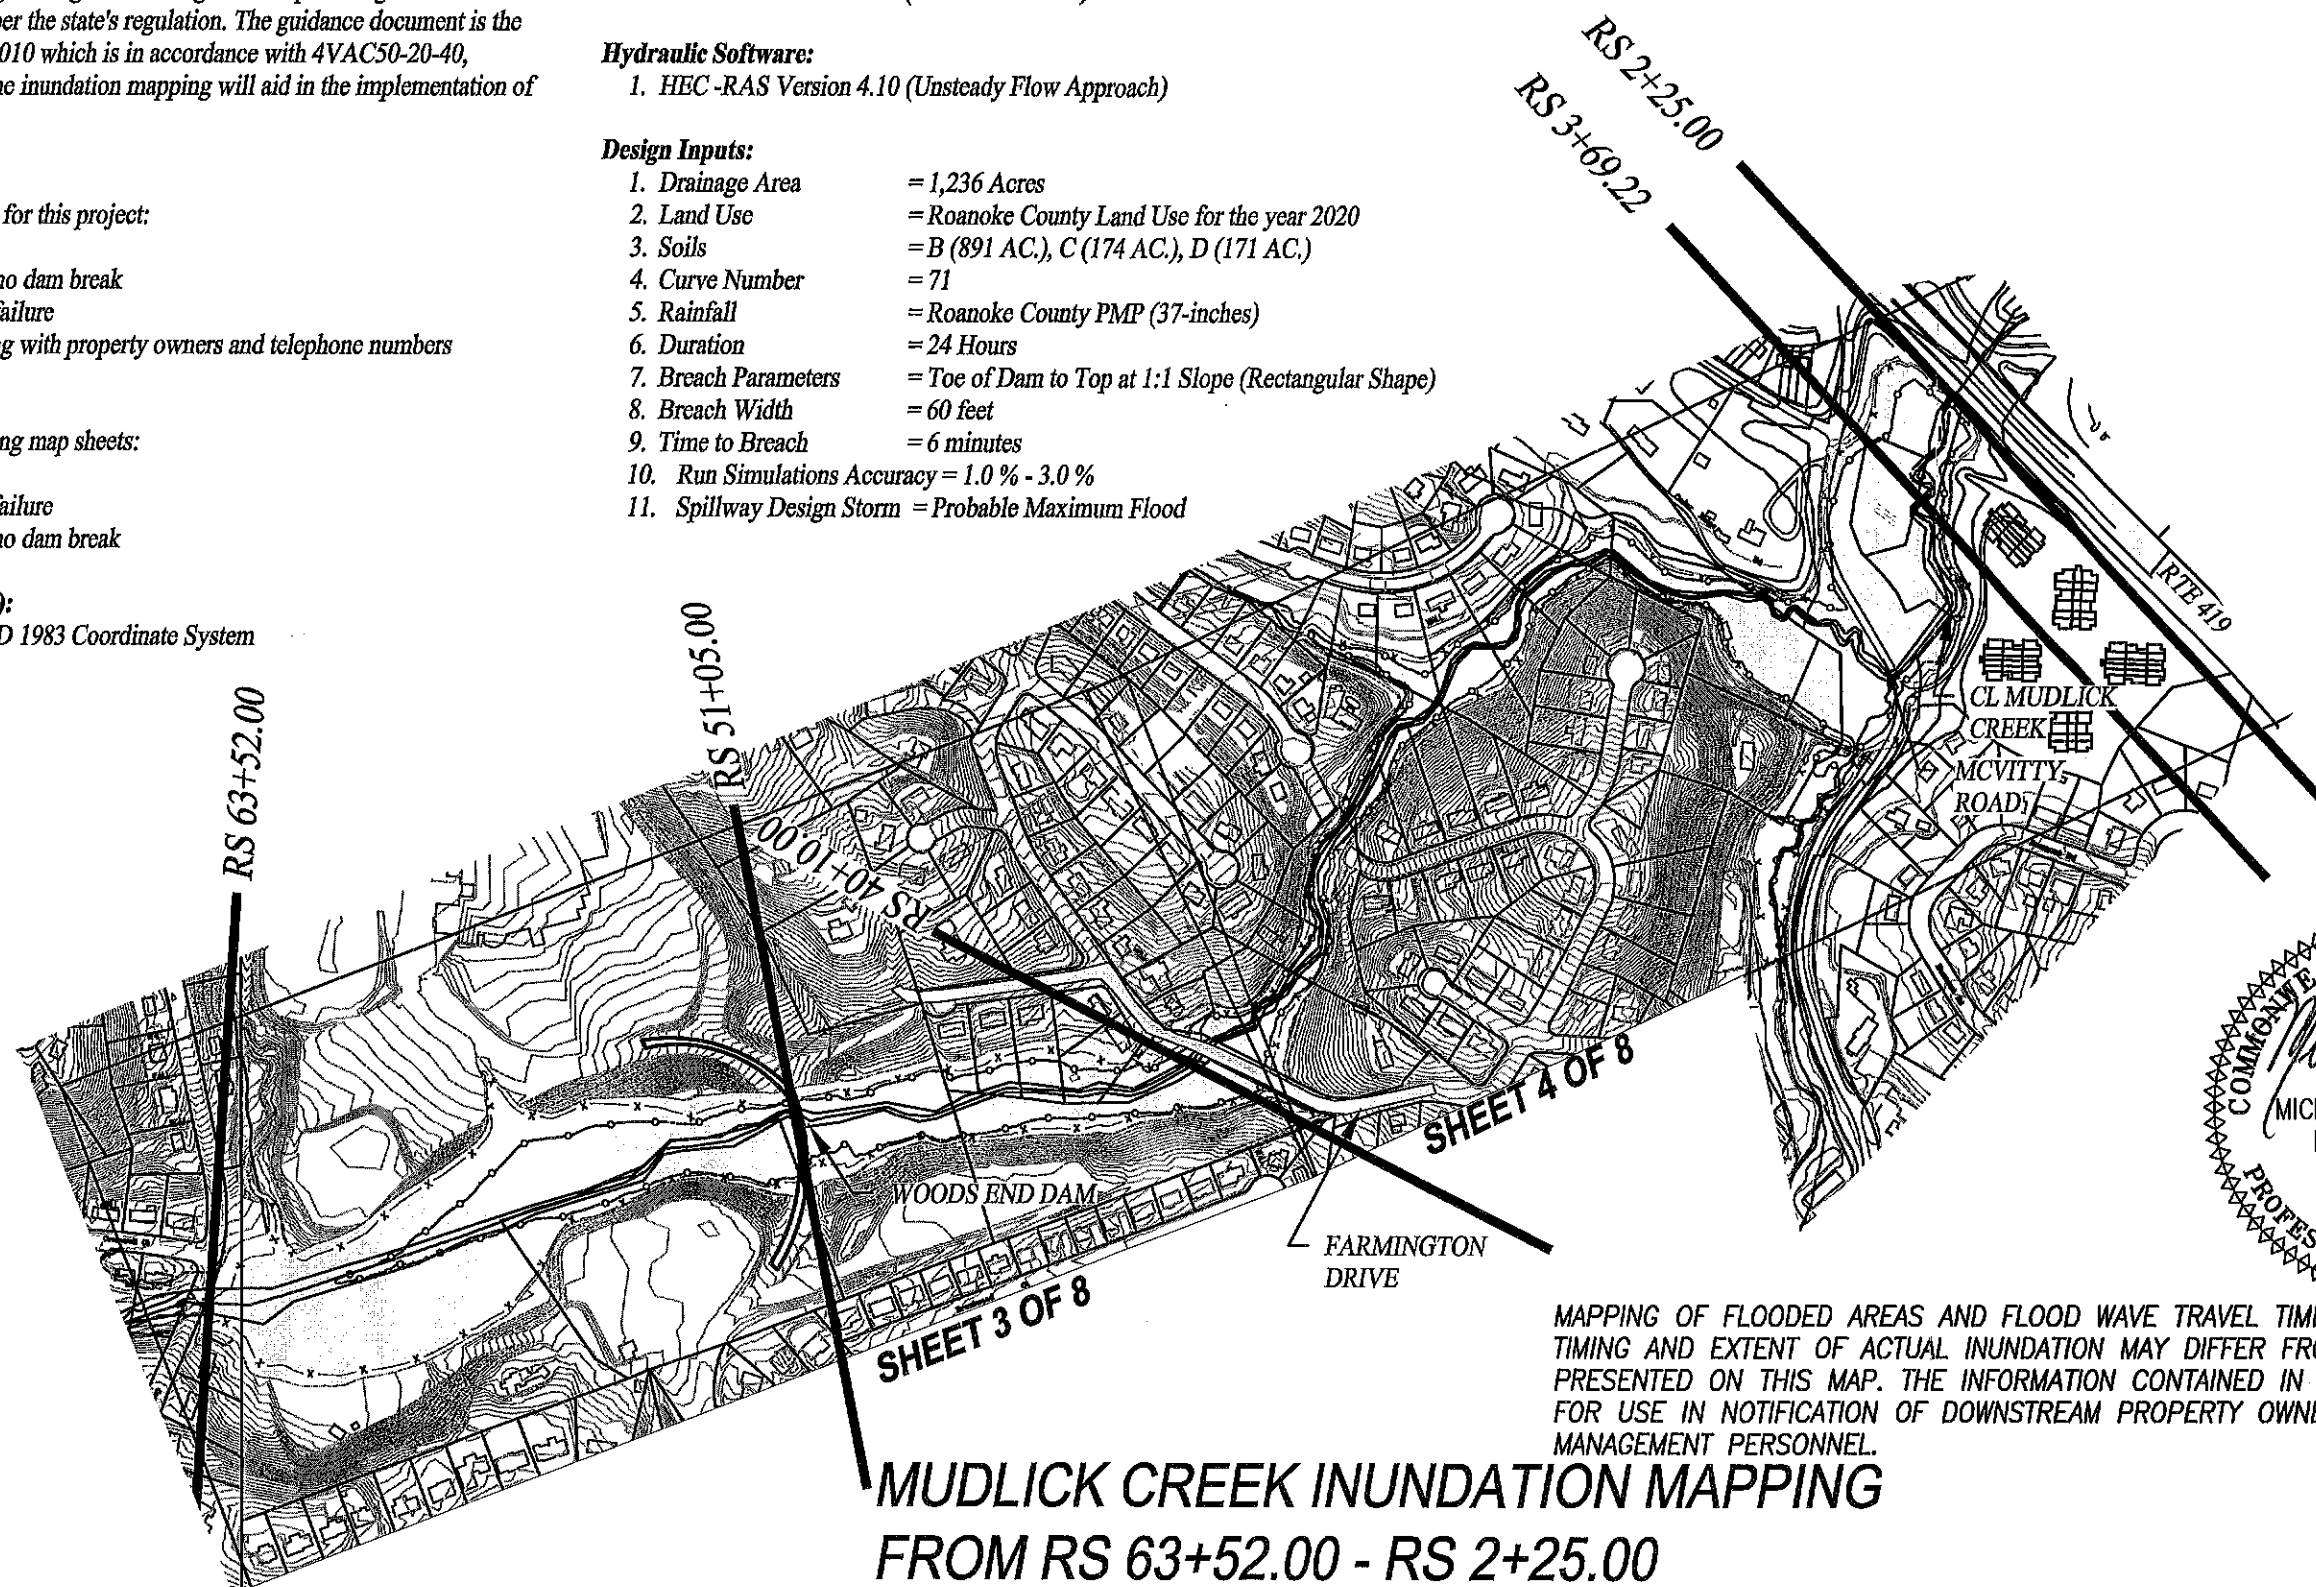 per the state's regulation. The guidance document is the
010 which is in accordance with 4VAC50-20-40,
e inundation mapping will aid in the implementation of
for this project:
no dam break
failure
g with property owners and telephone numbers
ng map sheets:
failure
no dam break
):
D 1983 Coordinate System
Hydraulic Software:
1. HEC -RAS Version 4.10 (Unsteady Flow Approach)
Design Inputs:
1. Drainage Area = 1,236 Acres
2. Land Use = Roanoke County Land Use for the year 2020
3. Soils = B (891 AC.), C (174 AC.), D (171 AC.)
4. Curve Number = 71
5. Rainfall = Roanoke County PMP (37-inches)
6. Duration = 24 Hours
7. Breach Parameters = Toe of Dam to Top at 1:1 Slope (Rectangular Shape)
8. Breach Width = 60 feet
9. Time to Breach = 6 minutes
10. Run Simulations Accuracy = 1.0 % - 3.0 %
11. Spillway Design Storm = Probable Maximum Flood
RS 2+25.00
RS 3+69.22
RTE 419
RS 51+05.00
RS 63+52.00
RS 40+10.00
CL MUDLICK
CREEK
MCVITTY
ROAD
WOODS END DAM
FARMINGTON
DRIVE
SHEET 4 OF 8
SHEET 3 OF 8
COMMONWE
MIC
PROFES
MAPPING OF FLOODED AREAS AND FLOOD WAVE TRAVEL TIM
TIMING AND EXTENT OF ACTUAL INUNDATION MAY DIFFER FR
PRESENTED ON THIS MAP. THE INFORMATION CONTAINED IN
FOR USE IN NOTIFICATION OF DOWNSTREAM PROPERTY OWN
MANAGEMENT PERSONNEL.
MUDLICK CREEK INUNDATION MAPPING
FROM RS 63+52.00 - RS 2+25.00